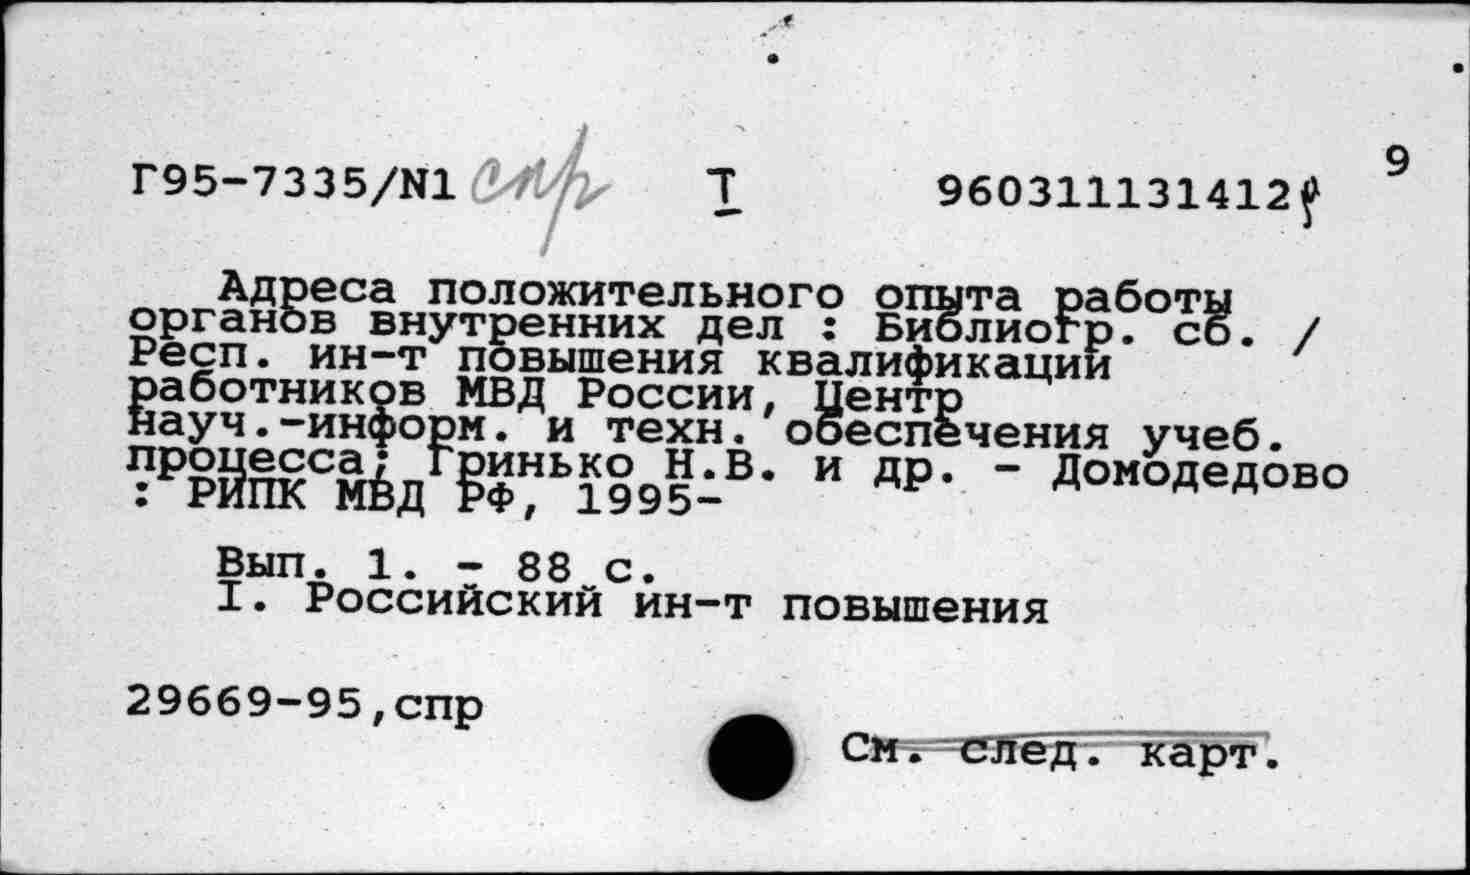 9
Г95-7335/N1 спр I 960311131412
Адреса положительного опыта работы
органов внутренних дел : Библиогр. сб. /
Респ. ин-т повышения квалификации
работников МВД России, Центр
науч.-информ. и техн. обеспечения учеб.
процесса; Гринько Н.В. и др. - Домодедово
: РИПК МВД РФ, 1995-
Вып. 1. - 88 с.
I. Российский ин-т повышения
29669-95,спр
См. след. карт.